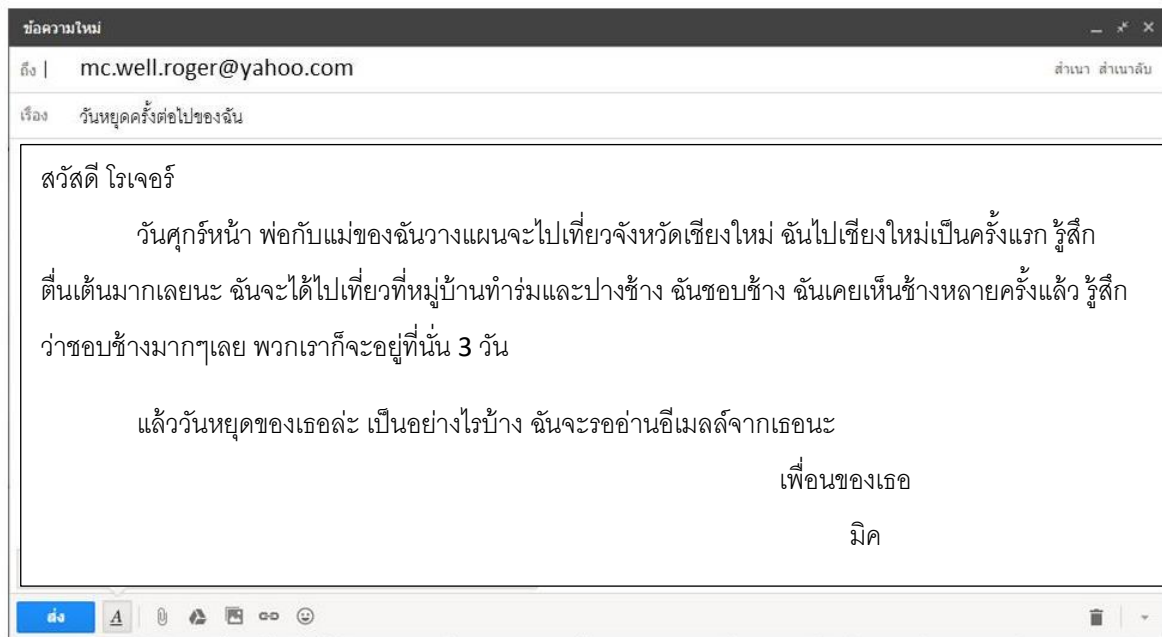 ข้อความใหม่
ถึง mc.well.roger@yahoo.com สำเนา สำเนาลับ
เรื่อง วันหยุดครั้งต่อไปของฉัน
สวัสดี โรเจอร์
วันศุกร์หน้า พ่อกับแม่ของฉันวางแผนจะไปเที่ยวจังหวัดเชียงใหม่ ฉันไปเชียงใหม่เป็นครั้งแรก รู้สึก
ตื่นเต้นมากเลยนะ ฉันจะได้ไปเที่ยวที่หมู่บ้านทำร่มและปางช้าง ฉันชอบช้าง ฉันเคยเห็นช้างหลายครั้งแล้ว รู้สึก
ว่าชอบช้างมากๆเลย พวกเราก็จะอยู่ที่นั่น 3 วัน
แล้ววันหยุดของเธอล่ะ เป็นอย่างไรบ้าง ฉันจะรออ่านอีเมลล์จากเธอนะ
เพื่อนของเธอ
มิค
ส่ง A